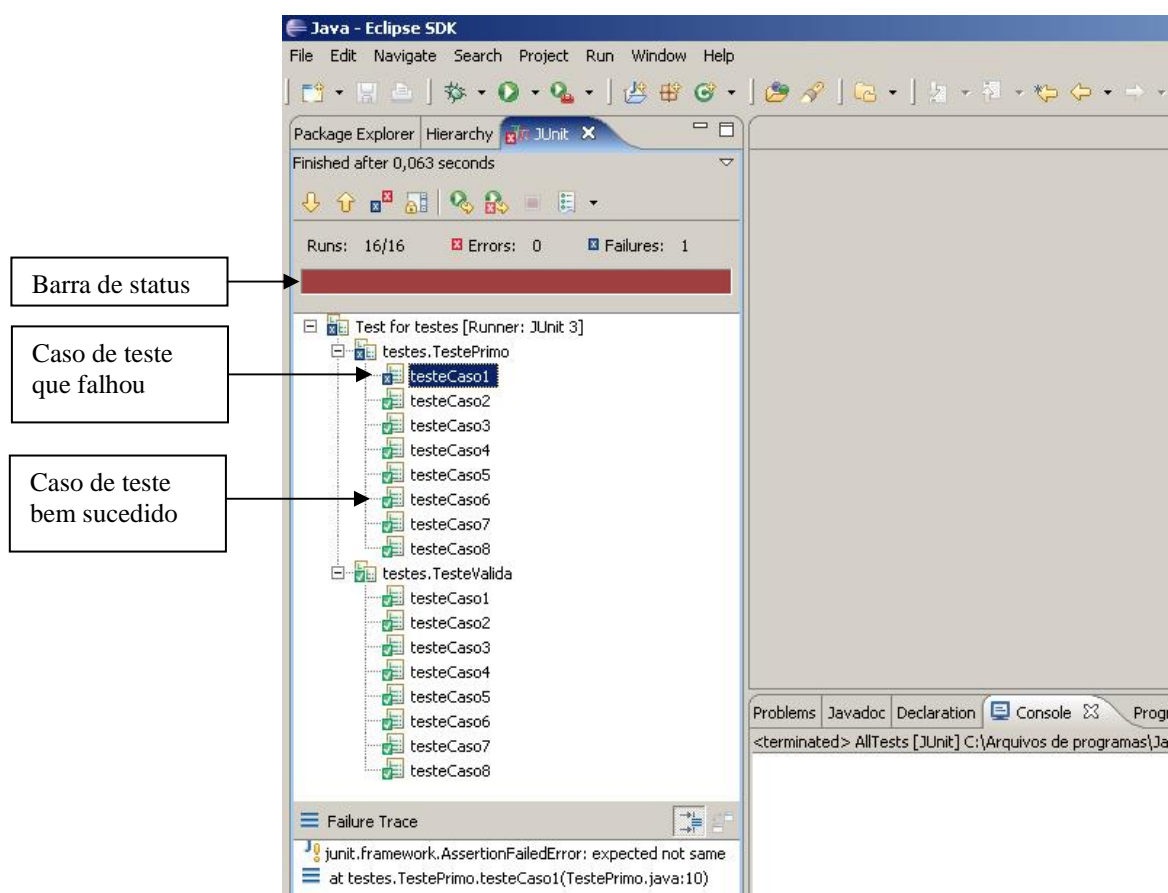 Java - Eclipse SDK
File Edit Navigate Search Project Run Window Help
Package Explorer Hierarchy JUnit
Finished after 0,063 seconds
Runs: 16/16 Errors: 0 Failures: 1
Barra de status
Test for testes [Runner: JUnit 3]
testes.TestePrimo
Caso de teste
que falhou
testeCaso1
testeCaso2
testeCaso3
testeCaso4
testeCaso5
Caso de teste
bem sucedido
testeCaso6
testeCaso7
testeCaso8
testes.TesteValida
testeCaso1
testeCaso2
testeCaso3
testeCaso4
testeCaso5
testeCaso6
testeCaso7
testeCaso8
Problems Javadoc Declaration Console Progr
<terminated> AllTests [JUnit] C:\Arquivos de programas\Ja
Failure Trace
junit.framework.AssertionFailedError: expected not same
at testes.TestePrimo.testeCaso1(TestePrimo.java:10)